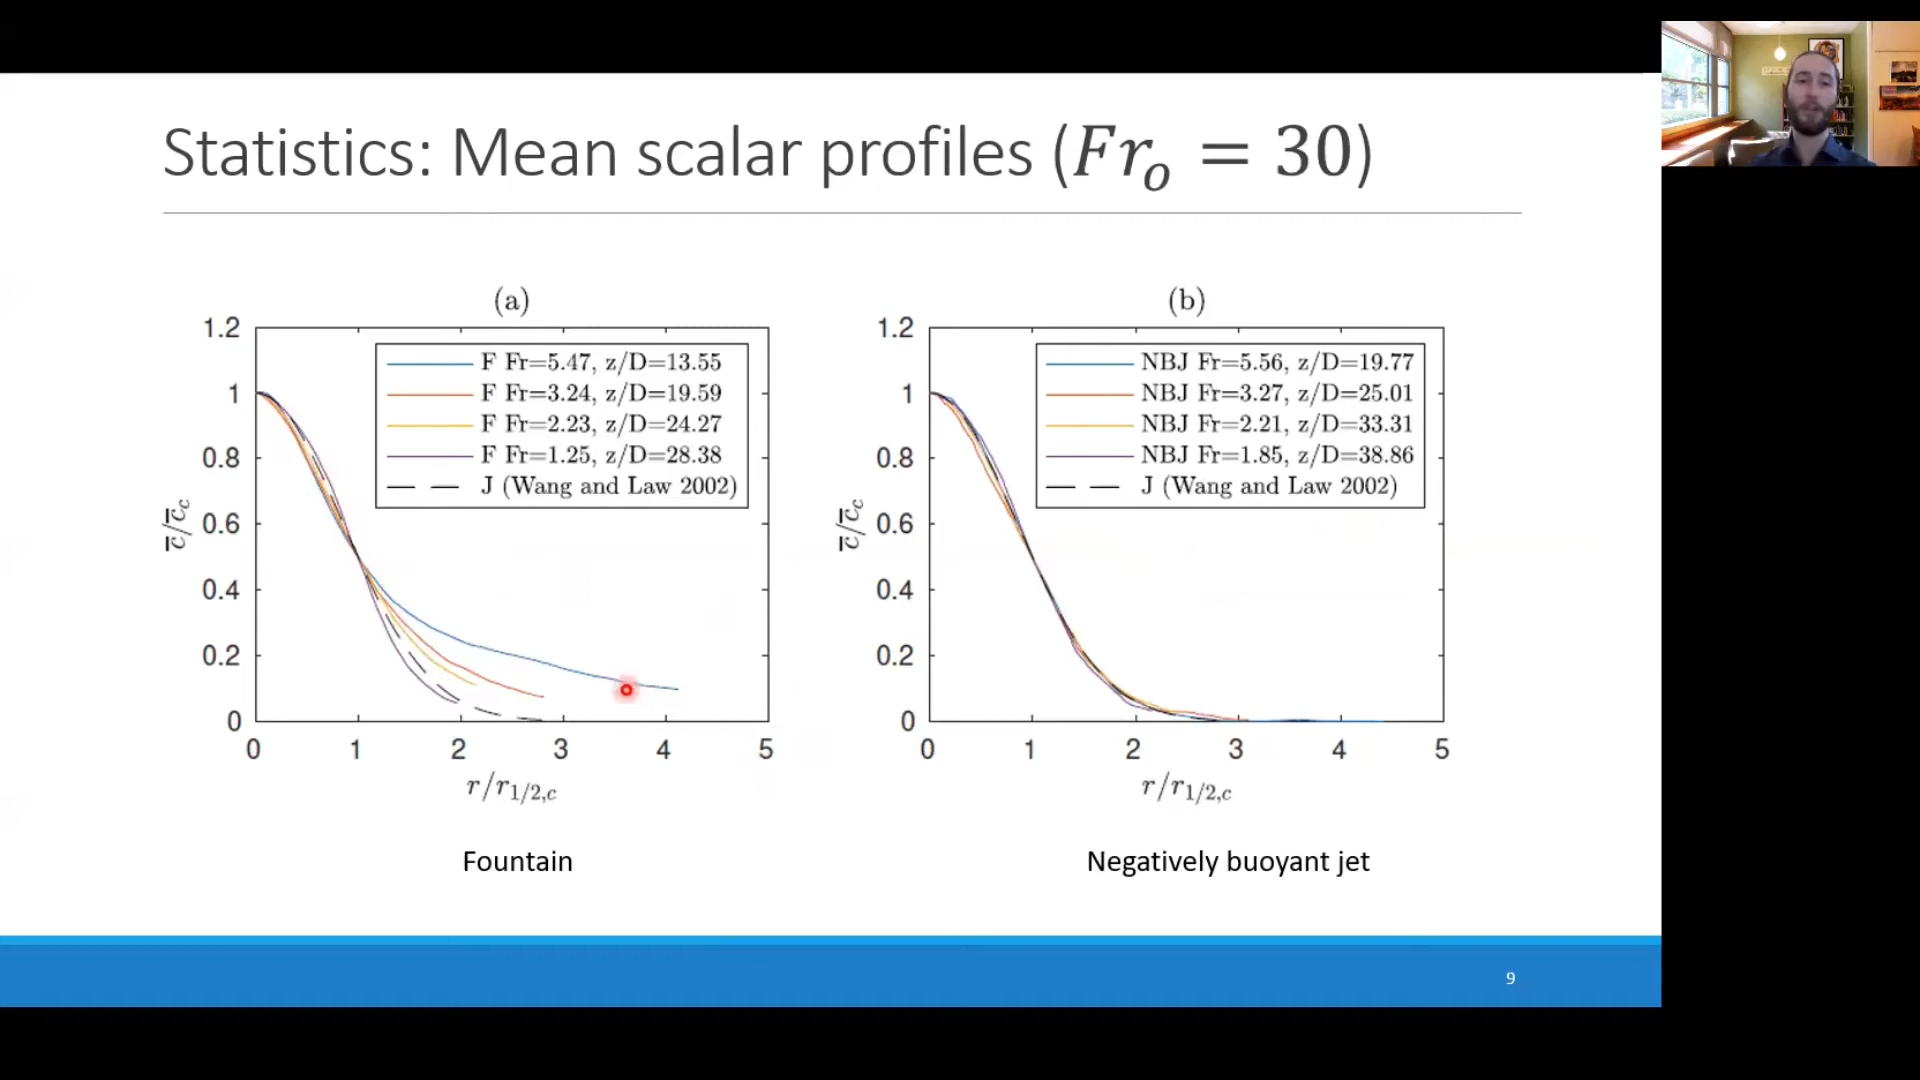 Statistics: Mean scalar profiles (Fr₀ = 30)
(a)
1.2
1
0.8
0.6
0.4
0.2
0
c̅/c̅_c
F Fr=5.47, z/D=13.55
F Fr=3.24, z/D=19.59
F Fr=2.23, z/D=24.27
F Fr=1.25, z/D=28.38
J (Wang and Law 2002)
0 1 2 3 4 5
r/r_{1/2,c}
Fountain
(b)
1.2
1
0.8
0.6
0.4
0.2
0
c̅/c̅_c
NBJ Fr=5.56, z/D=19.77
NBJ Fr=3.27, z/D=25.01
NBJ Fr=2.21, z/D=33.31
NBJ Fr=1.85, z/D=38.86
J (Wang and Law 2002)
0 1 2 3 4 5
r/r_{1/2,c}
Negatively buoyant jet
9